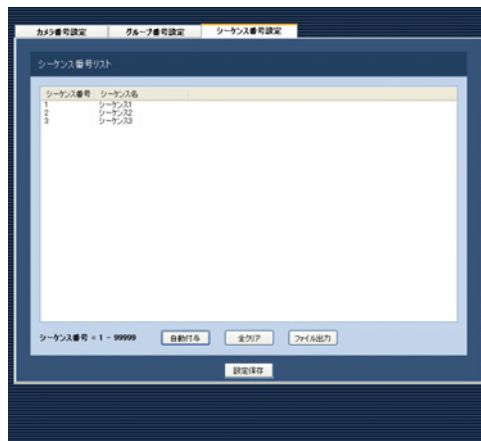 カメラ番号設定 グループ番号設定 シーケンス番号設定
シーケンス番号リスト
シーケンス番号 シーケンス名
1 シーケンス1
2 シーケンス2
3 シーケンス3
シーケンス番号 = 1 - 99999 自動付与 全クリア ファイル出力
設定保存